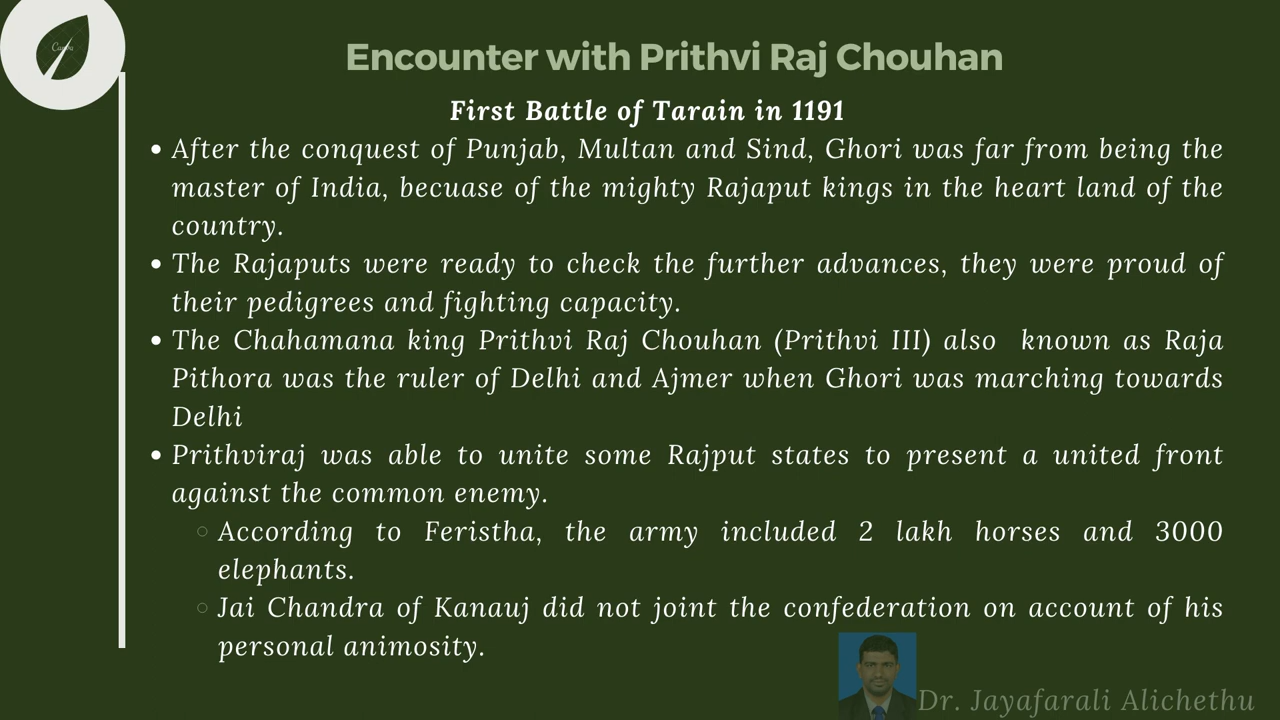 Canva
Encounter with Prithvi Raj Chouhan
First Battle of Tarain in 1191
• After the conquest of Punjab, Multan and Sind, Ghori was far from being the
master of India, becuase of the mighty Rajaput kings in the heart land of the
country.
• The Rajaputs were ready to check the further advances, they were proud of
their pedigrees and fighting capacity.
• The Chahamana king Prithvi Raj Chouhan (Prithvi III) also known as Raja
Pithora was the ruler of Delhi and Ajmer when Ghori was marching towards
Delhi
• Prithviraj was able to unite some Rajput states to present a united front
against the common enemy.
○ According to Feristha, the army included 2 lakh horses and 3000
elephants.
○ Jai Chandra of Kanauj did not joint the confederation on account of his
personal animosity.
Dr. Jayafarali Alichethu